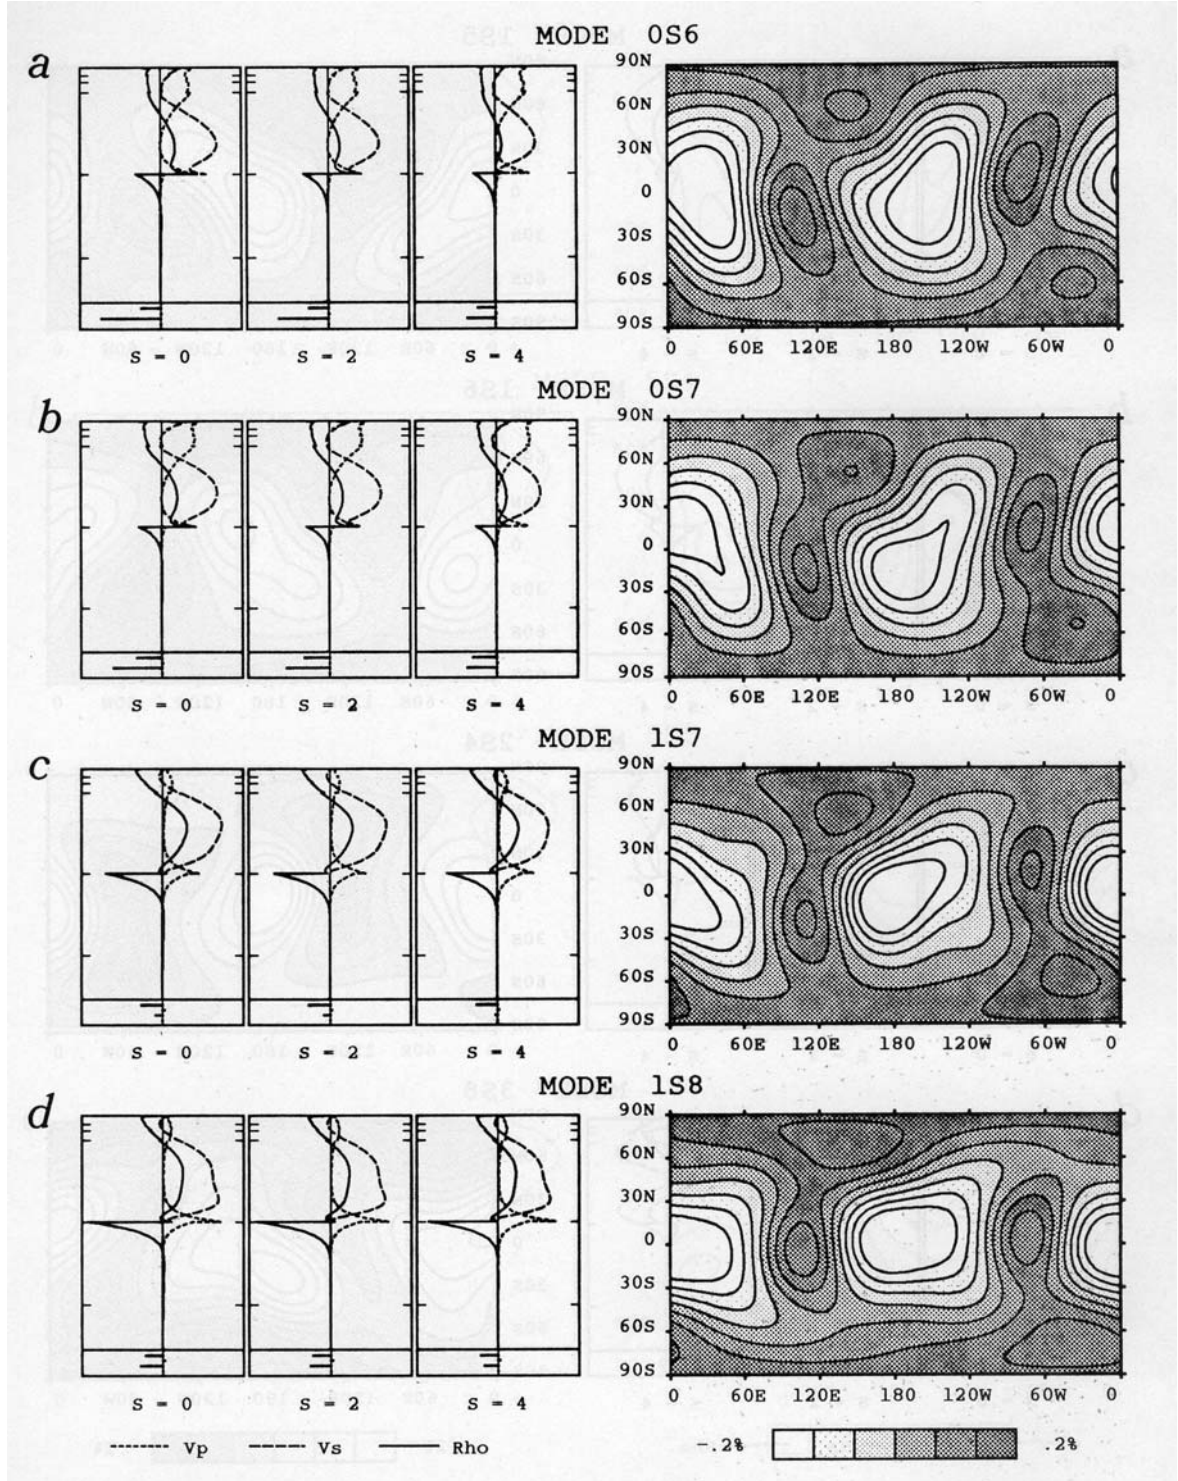 MODE 0S6
a
90N
60N
30N
0
30S
60S
90S
S = 0 S = 2 S = 4
0 60E 120E 180 120W 60W 0
MODE 0S7
b
90N
60N
30N
0
30S
60S
90S
S = 0 S = 2 S = 4
0 60E 120E 180 120W 60W 0
MODE 1S7
c
90N
60N
30N
0
30S
60S
90S
S = 0 S = 2 S = 4
0 60E 120E 180 120W 60W 0
MODE 1S8
d
90N
60N
30N
0
30S
60S
90S
S = 0 S = 2 S = 4
0 60E 120E 180 120W 60W 0
Vp Vs Rho
-.2% .2%